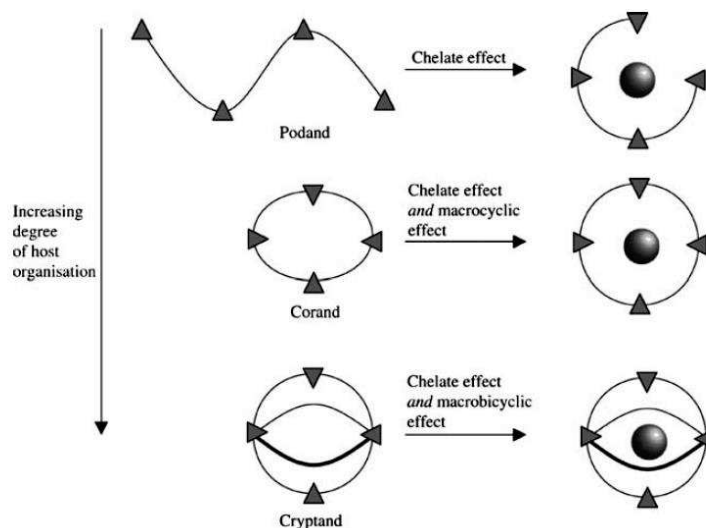 Chelate effect
Podand
Increasing
degree
of host
organisation
Chelate effect
and macrocyclic
effect
Corand
Chelate effect
and macrobicyclic
effect
Cryptand